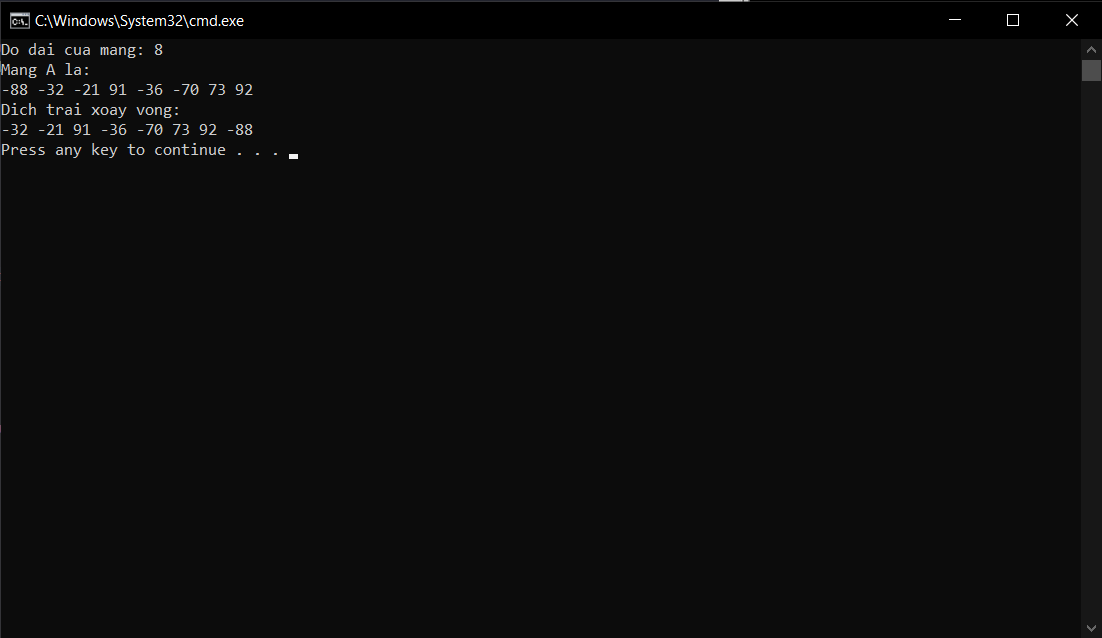 C:\Windows\System32\cmd.exe
Do dai cua mang: 8
Mang A la:
-88 -32 -21 91 -36 -70 73 92
Dich trai xoay vong:
-32 -21 91 -36 -70 73 92 -88
Press any key to continue . . .